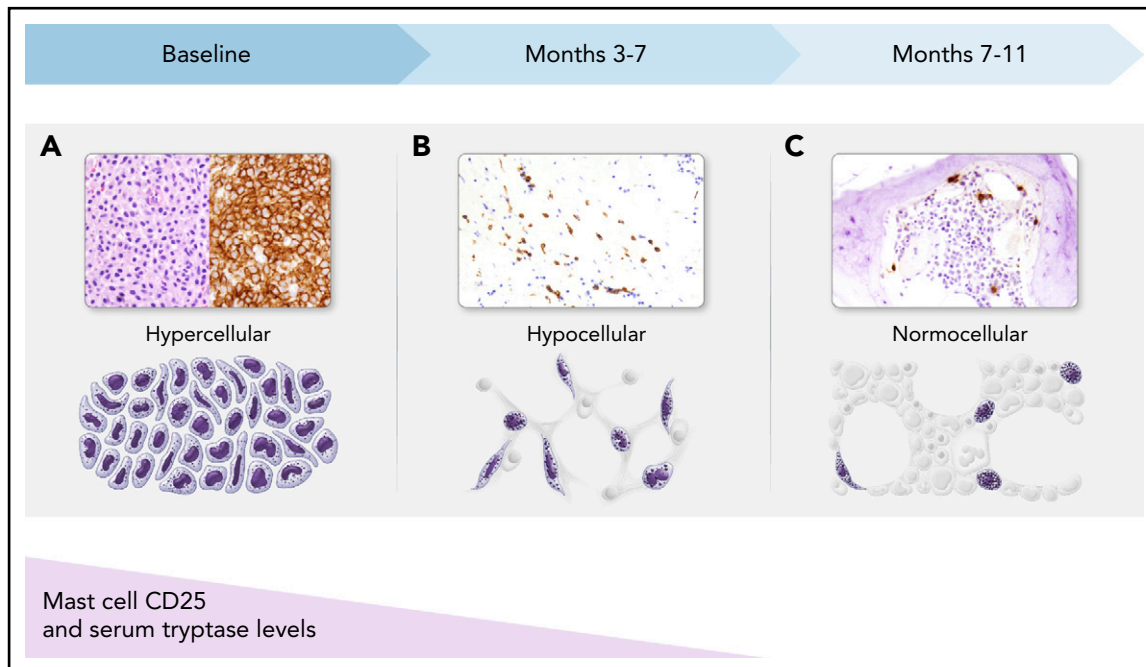 Baseline
Months 3-7
Months 7-11
A
B
C
Hypercellular
Hypocellular
Normocellular
Mast cell CD25
and serum tryptase levels